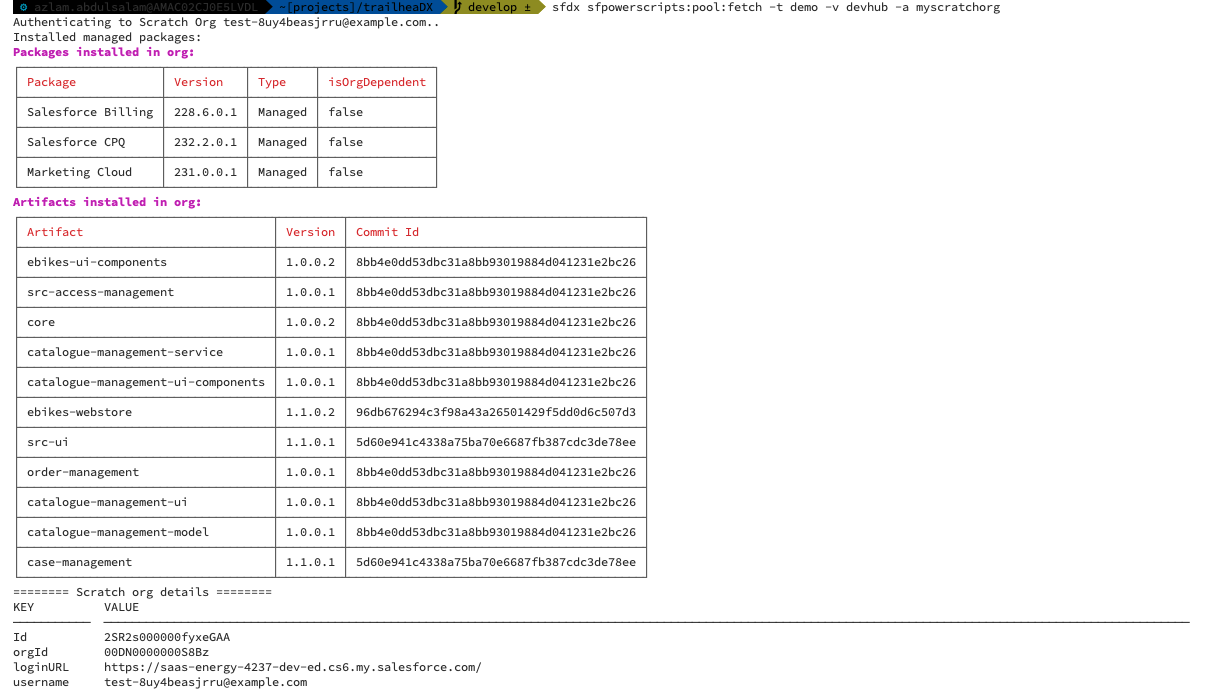 azlam.abdulsalam@AMAC02CJ0E5LVDL ~[projects]/trailheaDX develop ± sfdx sfpowerscripts:pool:fetch -t demo -v devhub -a myscratchorg
Authenticating to Scratch Org test-8uy4beasjrru@example.com..
Installed managed packages:
Packages installed in org:
Package Version Type isOrgDependent
Salesforce Billing 228.6.0.1 Managed false
Salesforce CPQ 232.2.0.1 Managed false
Marketing Cloud 231.0.0.1 Managed false
Artifacts installed in org:
Artifact Version Commit Id
ebikes-ui-components 1.0.0.2 8bb4e0dd53dbc31a8bb93019884d041231e2bc26
src-access-management 1.0.0.1 8bb4e0dd53dbc31a8bb93019884d041231e2bc26
core 1.0.0.2 8bb4e0dd53dbc31a8bb93019884d041231e2bc26
catalogue-management-service 1.0.0.1 8bb4e0dd53dbc31a8bb93019884d041231e2bc26
catalogue-management-ui-components 1.0.0.1 8bb4e0dd53dbc31a8bb93019884d041231e2bc26
ebikes-webstore 1.1.0.2 96db676294c3f98a43a26501429f5dd0d6c507d3
src-ui 1.1.0.1 5d60e941c4338a75ba70e6687fb387cdc3de78ee
order-management 1.0.0.1 8bb4e0dd53dbc31a8bb93019884d041231e2bc26
catalogue-management-ui 1.0.0.1 8bb4e0dd53dbc31a8bb93019884d041231e2bc26
catalogue-management-model 1.0.0.1 8bb4e0dd53dbc31a8bb93019884d041231e2bc26
case-management 1.1.0.1 5d60e941c4338a75ba70e6687fb387cdc3de78ee
======== Scratch org details ========
KEY VALUE
Id 2SR2s000000fyxeGAA
orgId 00DN0000000S8Bz
loginURL https://saas-energy-4237-dev-ed.cs6.my.salesforce.com/
username test-8uy4beasjrru@example.com